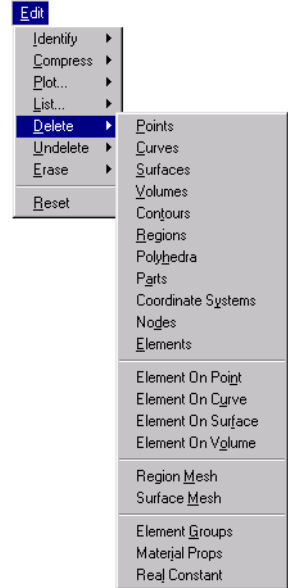 Edit
Identify
Compress
Plot...
List...
Delete
Undelete
Erase
Reset
Points
Curves
Surfaces
Volumes
Contours
Regions
Polyhedra
Parts
Coordinate Systems
Nodes
Elements
Element On Point
Element On Curve
Element On Surface
Element On Volume
Region Mesh
Surface Mesh
Element Groups
Material Props
Real Constant